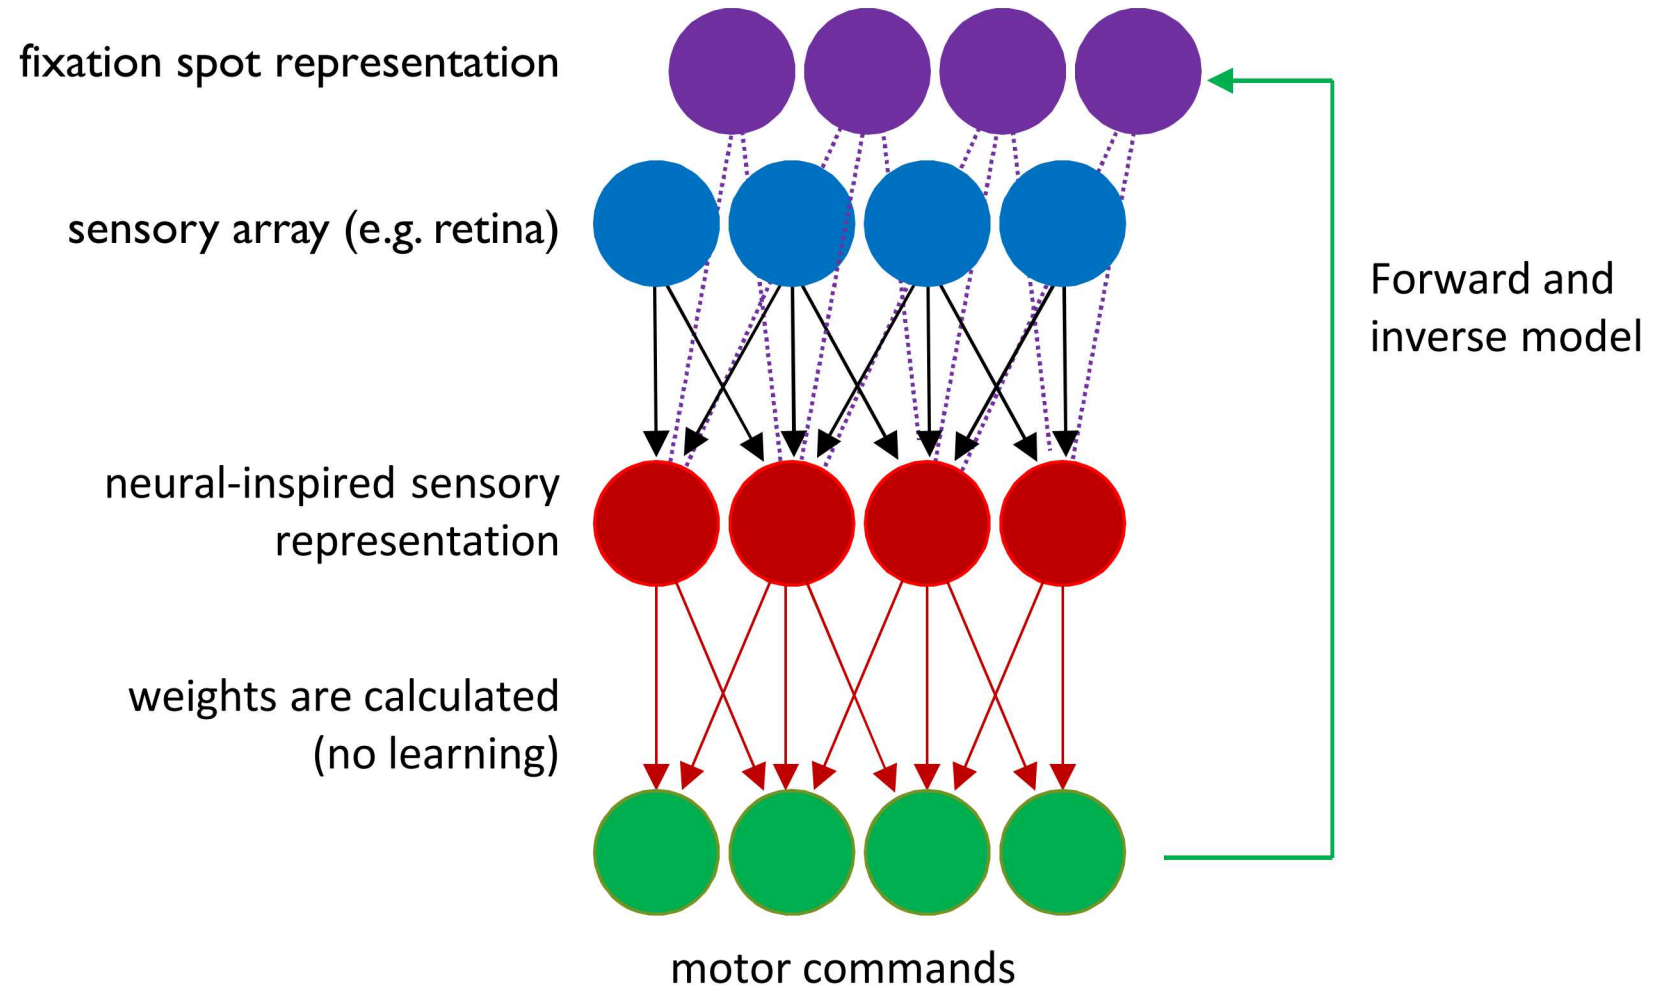 fixation spot representation
sensory array (e.g. retina)
Forward and
inverse model
neural-inspired sensory
representation
weights are calculated
(no learning)
motor commands